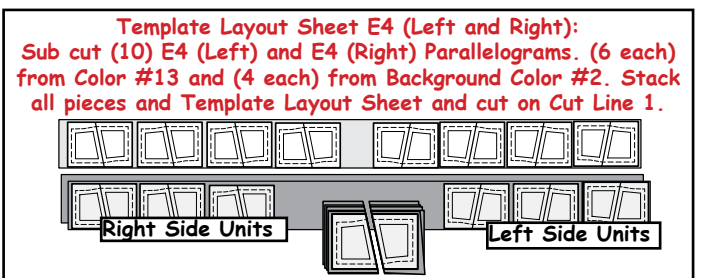 Template Layout Sheet E4 (Left and Right):
Sub cut (10) E4 (Left) and E4 (Right) Parallelograms. (6 each)
from Color #13 and (4 each) from Background Color #2. Stack
all pieces and Template Layout Sheet and cut on Cut Line 1.
Right Side Units
Left Side Units